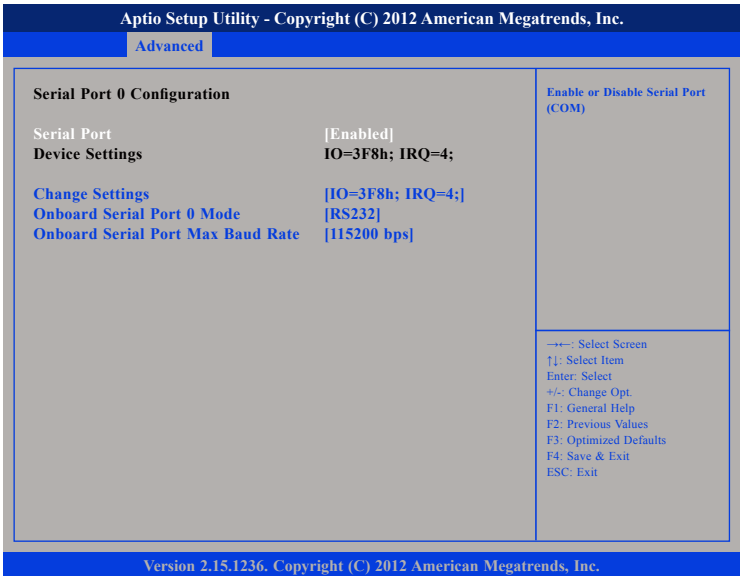 Aptio Setup Utility - Copyright (C) 2012 American Megatrends, Inc.
Advanced
Serial Port 0 Configuration
Serial Port [Enabled]
Device Settings IO=3F8h; IRQ=4;
Change Settings [IO=3F8h; IRQ=4;]
Onboard Serial Port 0 Mode [RS232]
Onboard Serial Port Max Baud Rate [115200 bps]
Enable or Disable Serial Port
(COM)
→←: Select Screen
↑↓: Select Item
Enter: Select
+/-: Change Opt.
F1: General Help
F2: Previous Values
F3: Optimized Defaults
F4: Save & Exit
ESC: Exit
Version 2.15.1236. Copyright (C) 2012 American Megatrends, Inc.